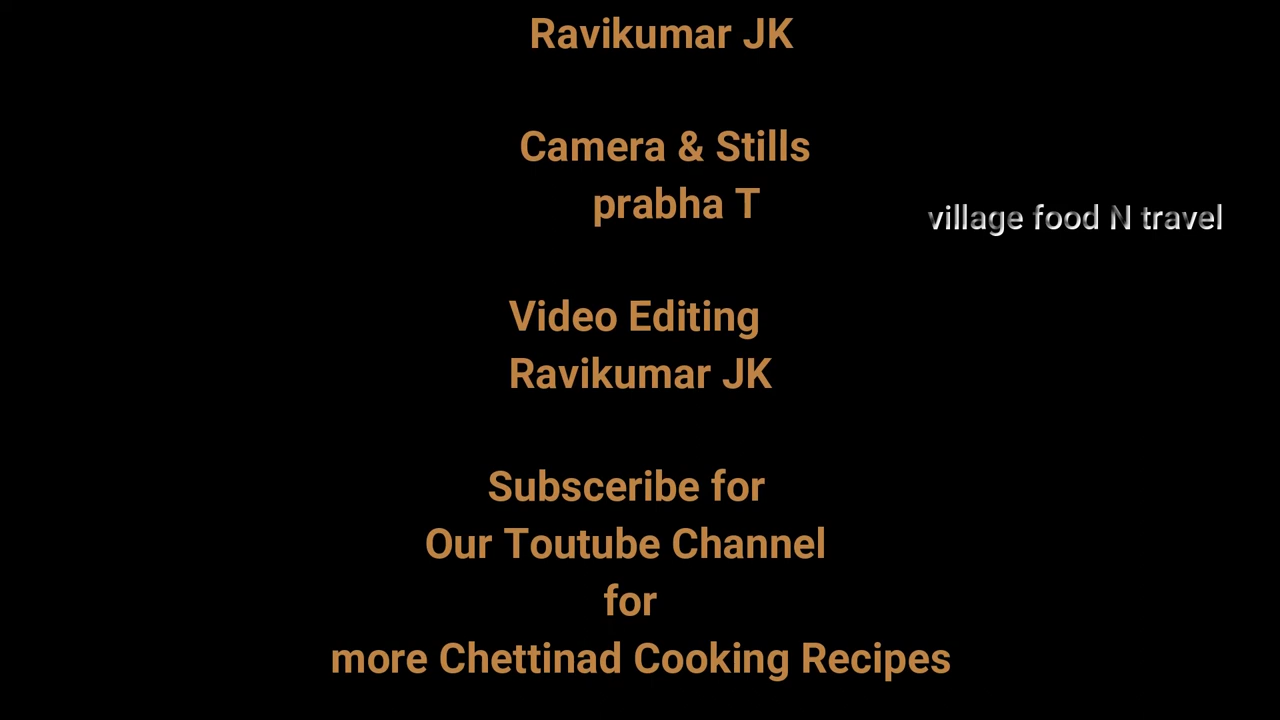 Ravikumar JK
Camera & Stills
prabha T
village food N travel
Video Editing
Ravikumar JK
Subsceribe for
Our Toutube Channel
for
more Chettinad Cooking Recipes